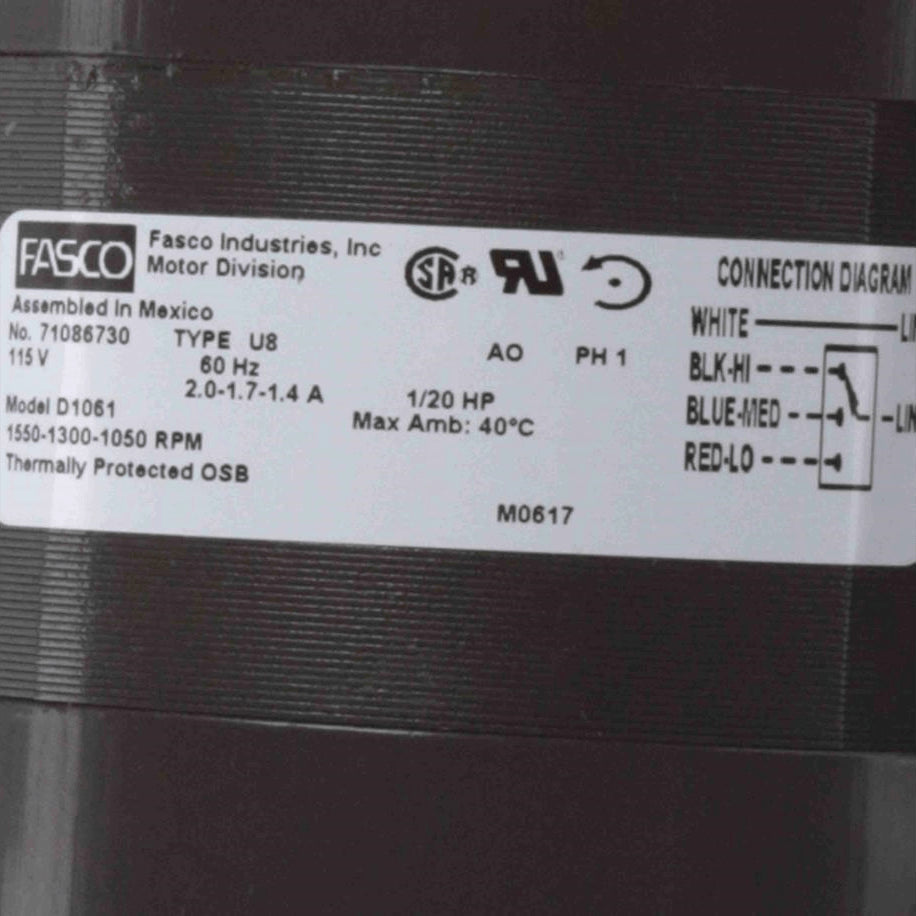 FASCO
Fasco Industries, Inc
Motor Division
Assembled In Mexico
No. 71086730
TYPE U8
115 V
60 Hz
2.0-1.7-1.4 A
AO
PH 1
1/20 HP
Max Amb: 40°C
Model D1061
1550-1300-1050 RPM
Thermally Protected OSB
M0617
SA R
RU
CONNECTION DIAGRAM
WHITE
BLK-HI
BLUE-MED
RED-LO